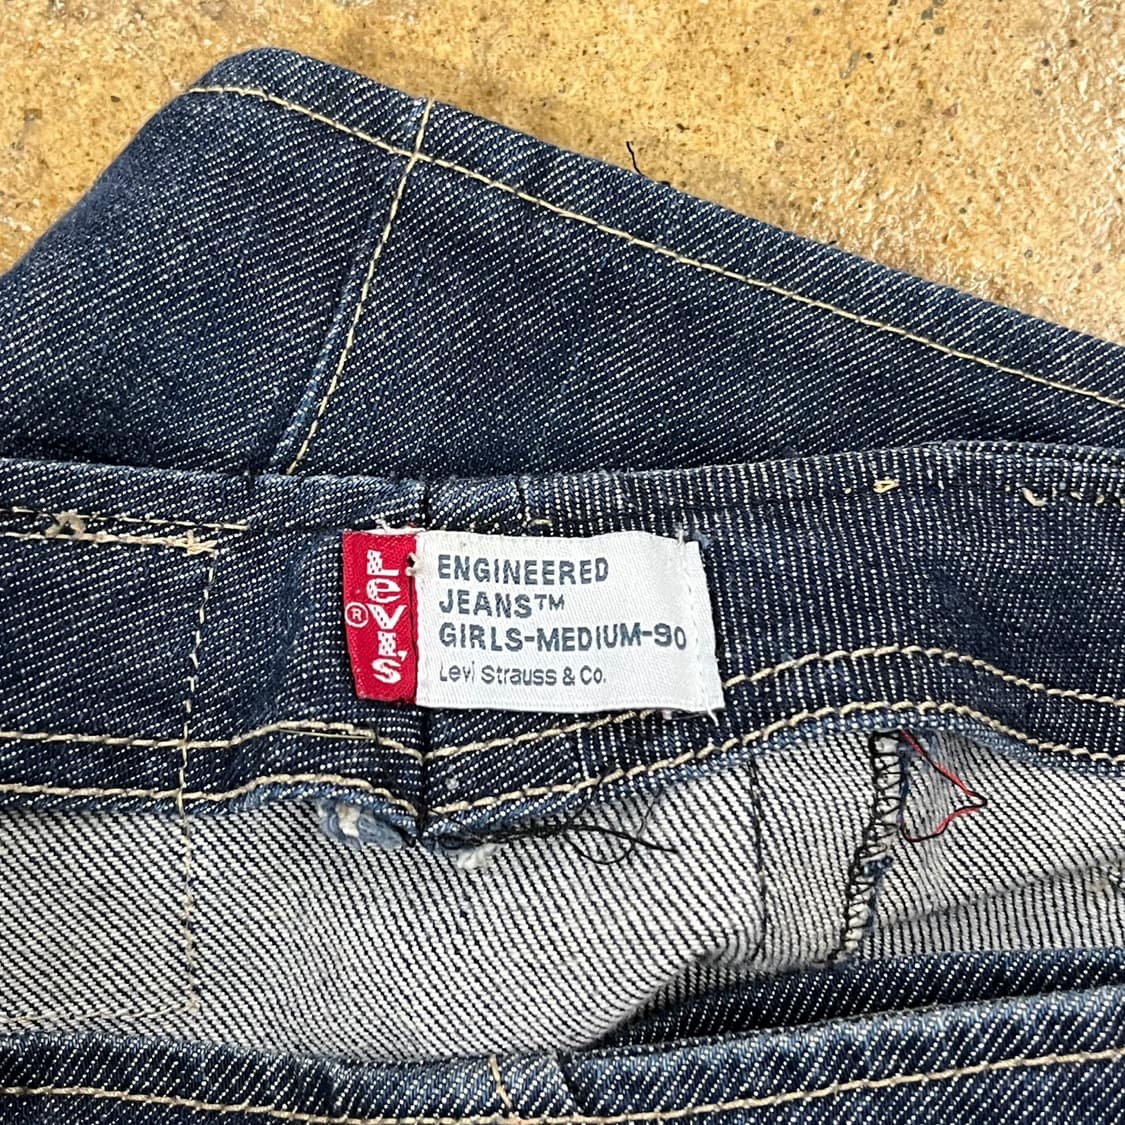 LEVI'S
®
ENGINEERED
JEANS™
GIRLS-MEDIUM-90
Levi Strauss & Co.